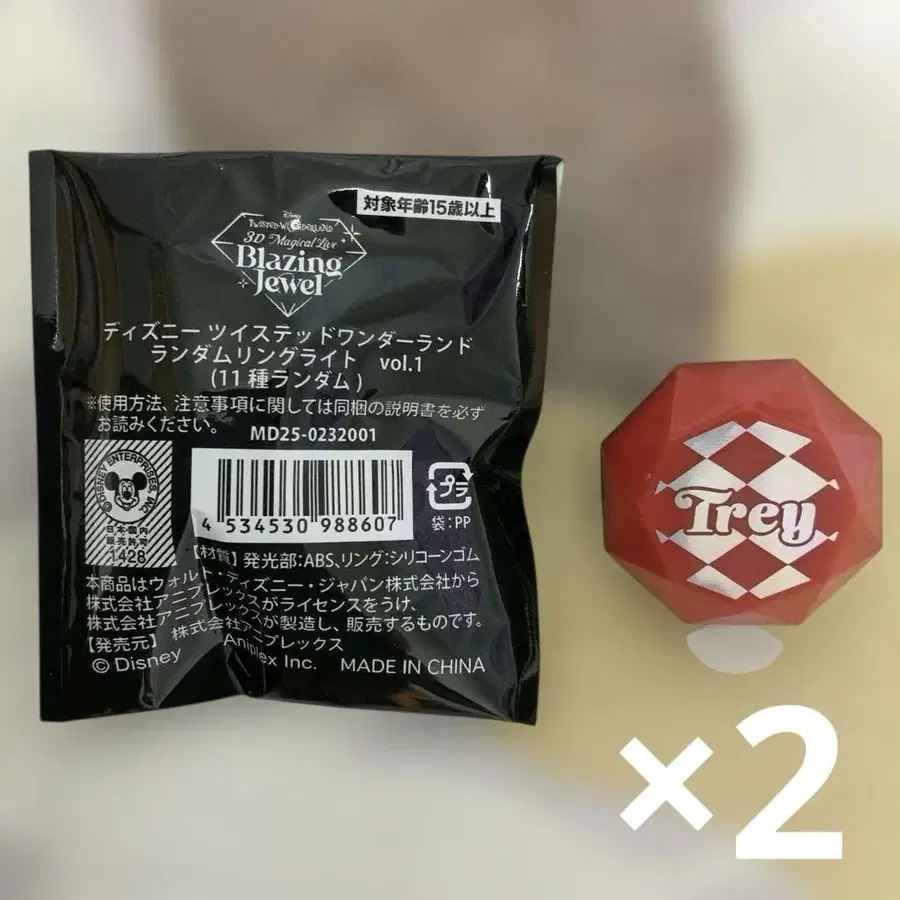 対象年齢15歳以上
Disney
TWISTED-WONDERLAND
3D Magical Live
Blazing
Jewel
ディズニー ツイステッドワンダーランド
ランダムリングライト vol.1
(11種ランダム)
※使用方法、注意事項に関しては同梱の説明書を必ず
お読みください。
MD25-0232001
©DISNEY ENTERPRISES INC.
日本国内
販売許可
1428
4 534530 988607
プラ
袋:PP
【材質】発光部:ABS、リング:シリコーンゴム
本商品はウォルト・ディズニー・ジャパン株式会社から
株式会社アニプレックスがライセンスをうけ、
株式会社アニプレックスが製造し、販売するものです。
【発売元】 株式会社アニプレックス
© Disney Aniplex Inc. MADE IN CHINA
Trey
×2